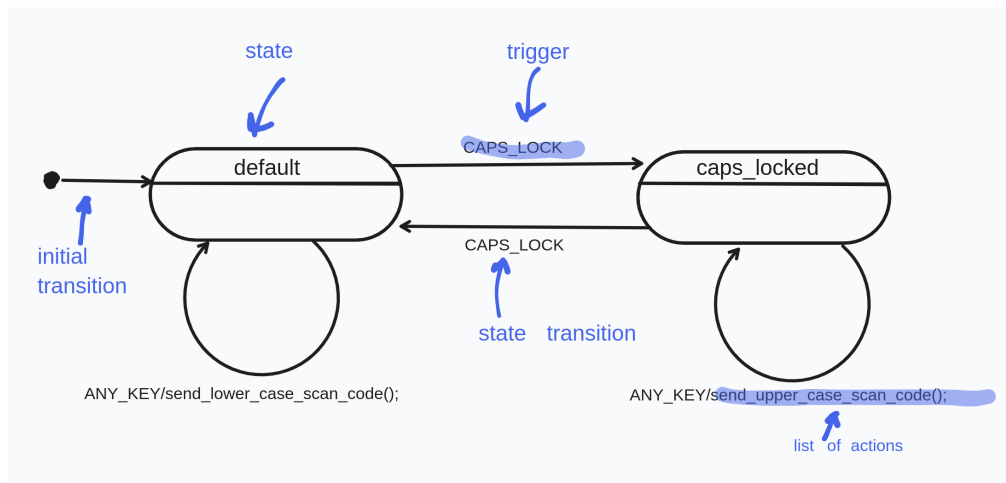 state
trigger
CAPS_LOCK
default
caps_locked
initial
transition
CAPS_LOCK
state transition
ANY_KEY/send_lower_case_scan_code();
ANY_KEY/send_upper_case_scan_code();
list of actions